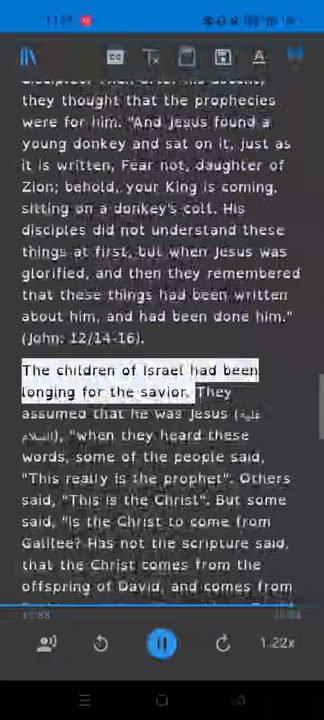 they thought that the prophecies
were for him. "And Jesus found a
young donkey and sat on it, just as
it is written, Fear not, daughter of
Zion; behold, your King is coming,
sitting on a donkey's colt. His
disciples did not understand these
things at first, but when Jesus was
glorified, and then they remembered
that these things had been written
about him, and had been done him."
(John: 12/14-16).
The children of Israel had been
longing for the savior. They
assumed that he was Jesus (عليه
السلام), "when they heard these
words, some of the people said,
"This really is the prophet". Others
said, "This is the Christ". But some
said, "Is the Christ to come from
Galilee? Has not the scripture said,
that the Christ comes from the
offspring of David, and comes from
1.22x